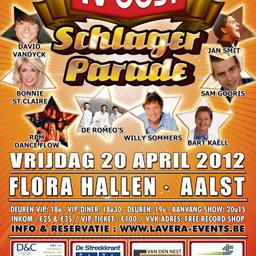 TV OOST
Schlager
Parade
DAVID
VANDYCK
JAN SMIT
BONNIE
ST CLAIRE
SAM GOORIS
RPM
DANCE FLOW
DE ROMEO'S
WILLY SOMMERS
BART KAËLL
VRIJDAG 20 APRIL 2012
FLORA HALLEN · AALST
DEUREN VIP: 18u - VIP-DINER: 18u30 - DEUREN: 19u - AANVANG SHOW: 20u15
INKOM : €25 & €35 / VIP-TICKET : €100 / VVK ADRES: FREE RECORD SHOP
INFO & RESERVATIE : WWW.LAVERA-EVENTS.BE
D&C
De Streekkrant
VAN DEN NEST